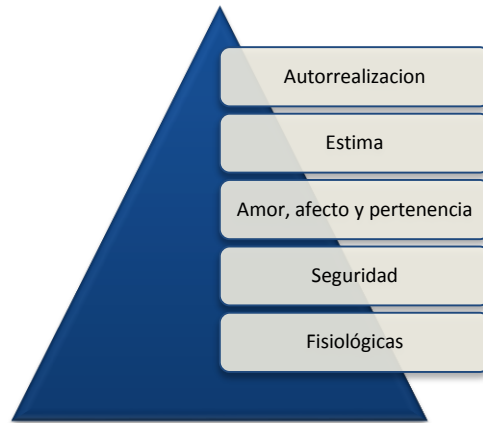 Autorrealizacion
Estima
Amor, afecto y pertenencia
Seguridad
Fisiológicas